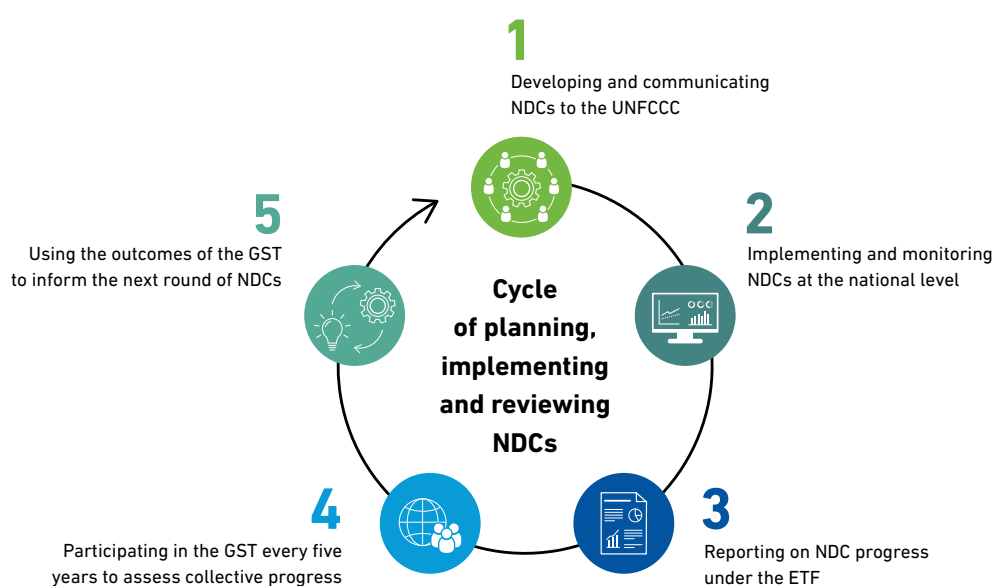 1
Developing and communicating
NDCs to the UNFCCC
2
Implementing and monitoring
NDCs at the national level
3
Reporting on NDC progress
under the ETF
4
Participating in the GST every five
years to assess collective progress
5
Using the outcomes of the GST
to inform the next round of NDCs
Cycle
of planning,
implementing
and reviewing
NDCs